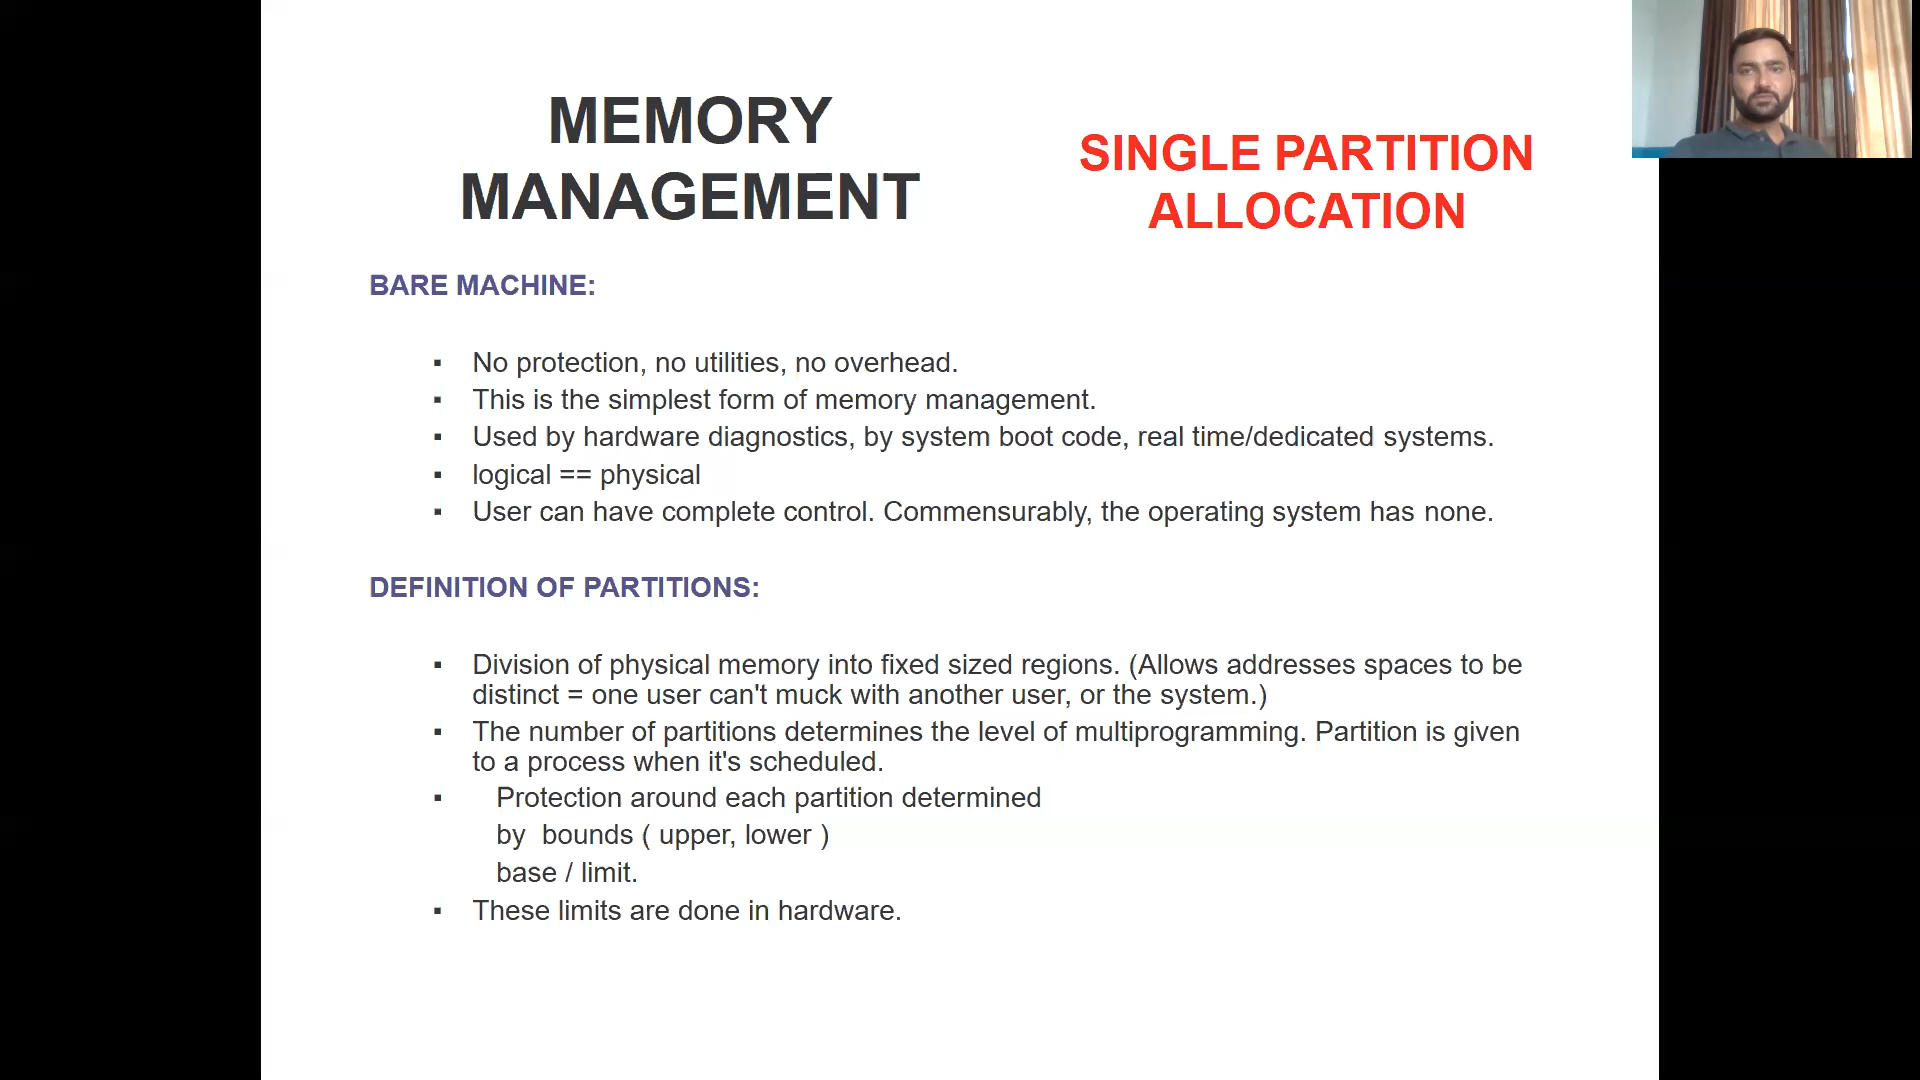 MEMORY
MANAGEMENT
SINGLE PARTITION
ALLOCATION
BARE MACHINE:
▪ No protection, no utilities, no overhead.
▪ This is the simplest form of memory management.
▪ Used by hardware diagnostics, by system boot code, real time/dedicated systems.
▪ logical == physical
▪ User can have complete control. Commensurably, the operating system has none.
DEFINITION OF PARTITIONS:
▪ Division of physical memory into fixed sized regions. (Allows addresses spaces to be
distinct = one user can't muck with another user, or the system.)
▪ The number of partitions determines the level of multiprogramming. Partition is given
to a process when it's scheduled.
▪ Protection around each partition determined
by bounds ( upper, lower )
base / limit.
▪ These limits are done in hardware.